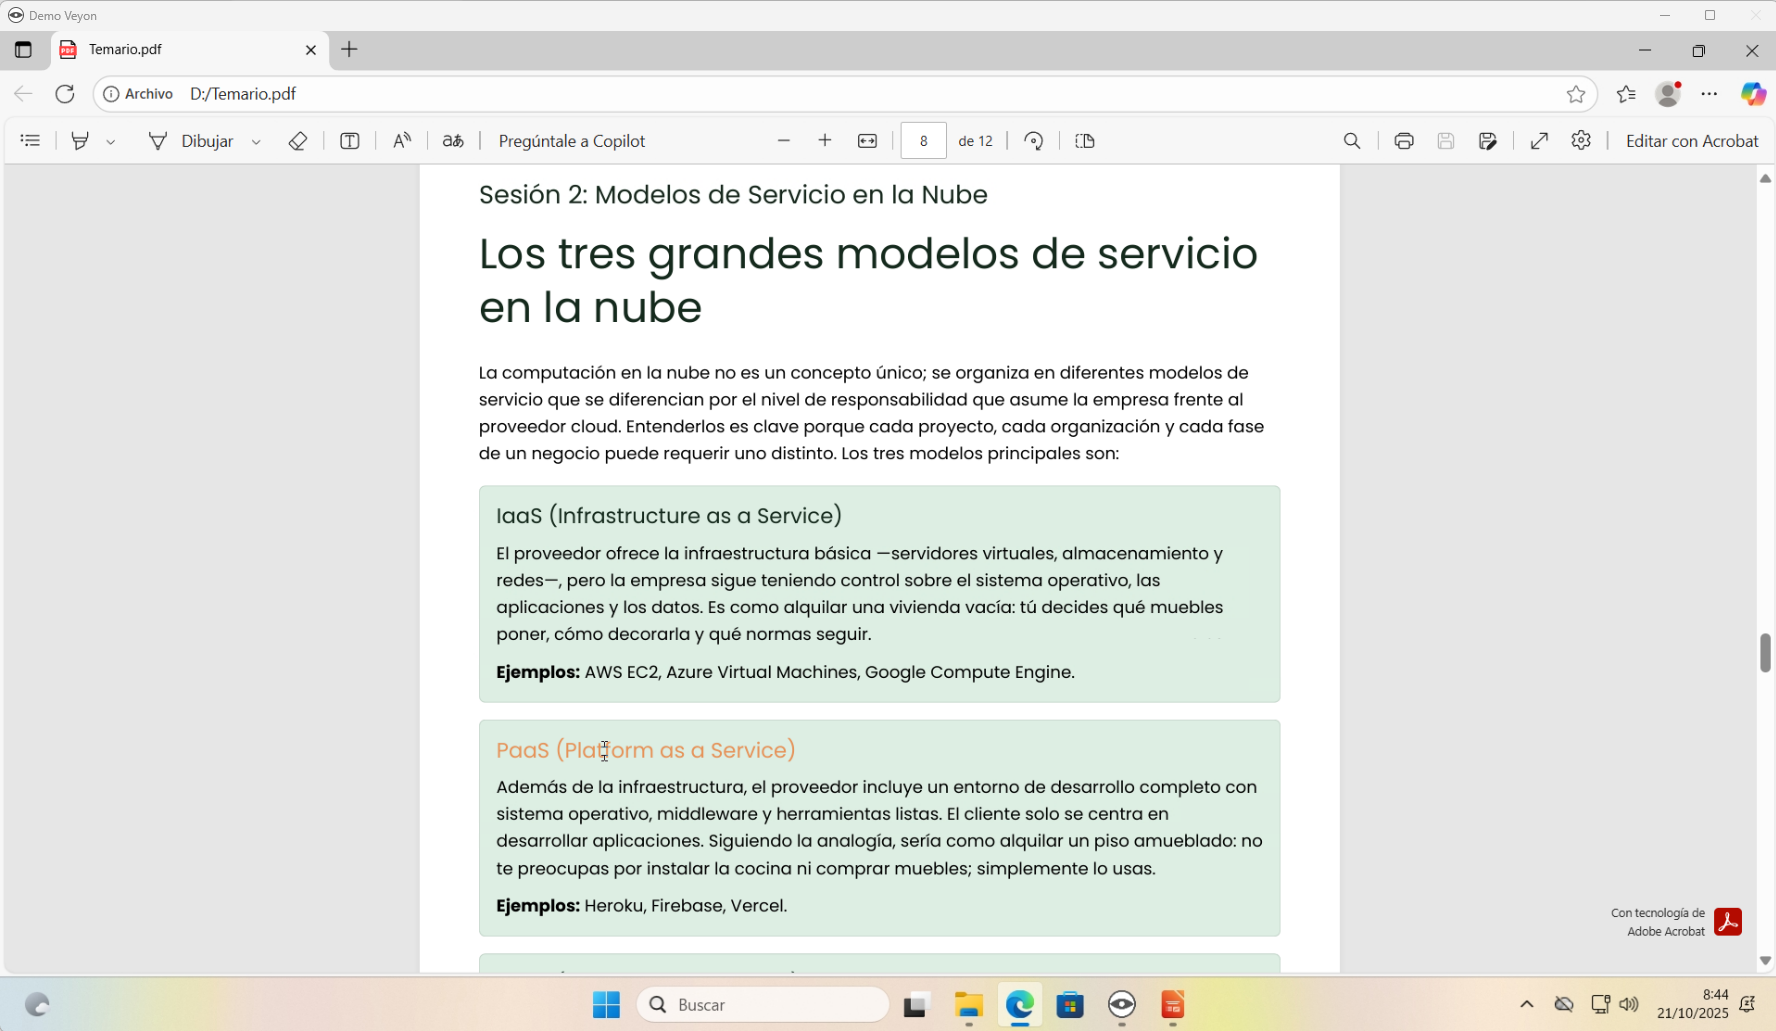 Demo Veyon
Temario.pdf
Archivo D:/Temario.pdf
Dibujar
Pregúntale a Copilot
8 de 12
Editar con Acrobat
Sesión 2: Modelos de Servicio en la Nube
Los tres grandes modelos de servicio
en la nube
La computación en la nube no es un concepto único; se organiza en diferentes modelos de
servicio que se diferencian por el nivel de responsabilidad que asume la empresa frente al
proveedor cloud. Entenderlos es clave porque cada proyecto, cada organización y cada fase
de un negocio puede requerir uno distinto. Los tres modelos principales son:
IaaS (Infrastructure as a Service)
El proveedor ofrece la infraestructura básica —servidores virtuales, almacenamiento y
redes—, pero la empresa sigue teniendo control sobre el sistema operativo, las
aplicaciones y los datos. Es como alquilar una vivienda vacía: tú decides qué muebles
poner, cómo decorarla y qué normas seguir.
Ejemplos: AWS EC2, Azure Virtual Machines, Google Compute Engine.
PaaS (Platform as a Service)
Además de la infraestructura, el proveedor incluye un entorno de desarrollo completo con
sistema operativo, middleware y herramientas listas. El cliente solo se centra en
desarrollar aplicaciones. Siguiendo la analogía, sería como alquilar un piso amueblado: no
te preocupas por instalar la cocina ni comprar muebles; simplemente lo usas.
Ejemplos: Heroku, Firebase, Vercel.
Con tecnología de
Adobe Acrobat
Buscar
8:44
21/10/2025